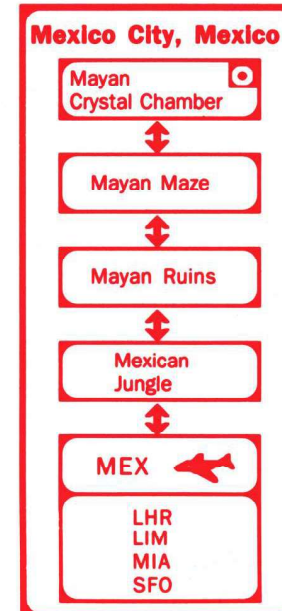 Mexico City, Mexico
Mayan
Crystal Chamber
Mayan Maze
Mayan Ruins
Mexican
Jungle
MEX
LHR
LIM
MIA
SFO